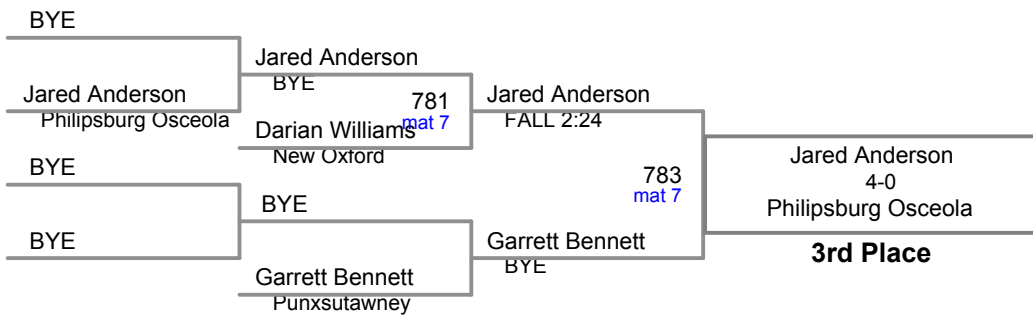 BYE
Jared Anderson
BYE
Jared Anderson
Philipsburg Osceola
781
mat 7
Jared Anderson
FALL 2:24
Darian Williams
New Oxford
BYE
BYE
BYE
783
mat 7
Jared Anderson
4-0
Philipsburg Osceola
3rd Place
Garrett Bennett
BYE
Garrett Bennett
Punxsutawney